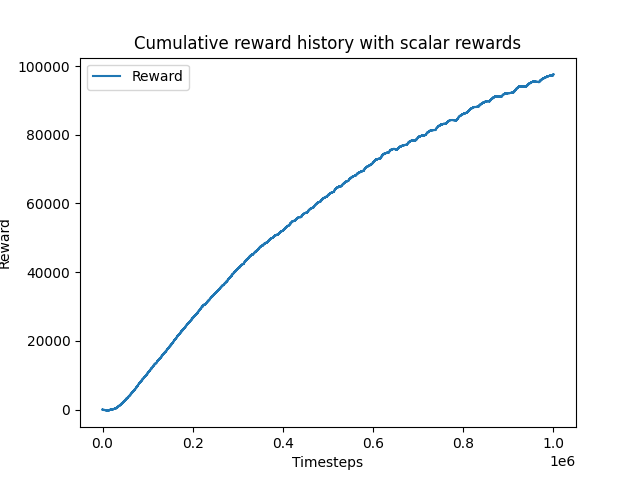 Cumulative reward history with scalar rewards
Reward
100000
80000
60000
40000
20000
0
Reward
0.0 0.2 0.4 0.6 0.8 1.0
1e6
Timesteps